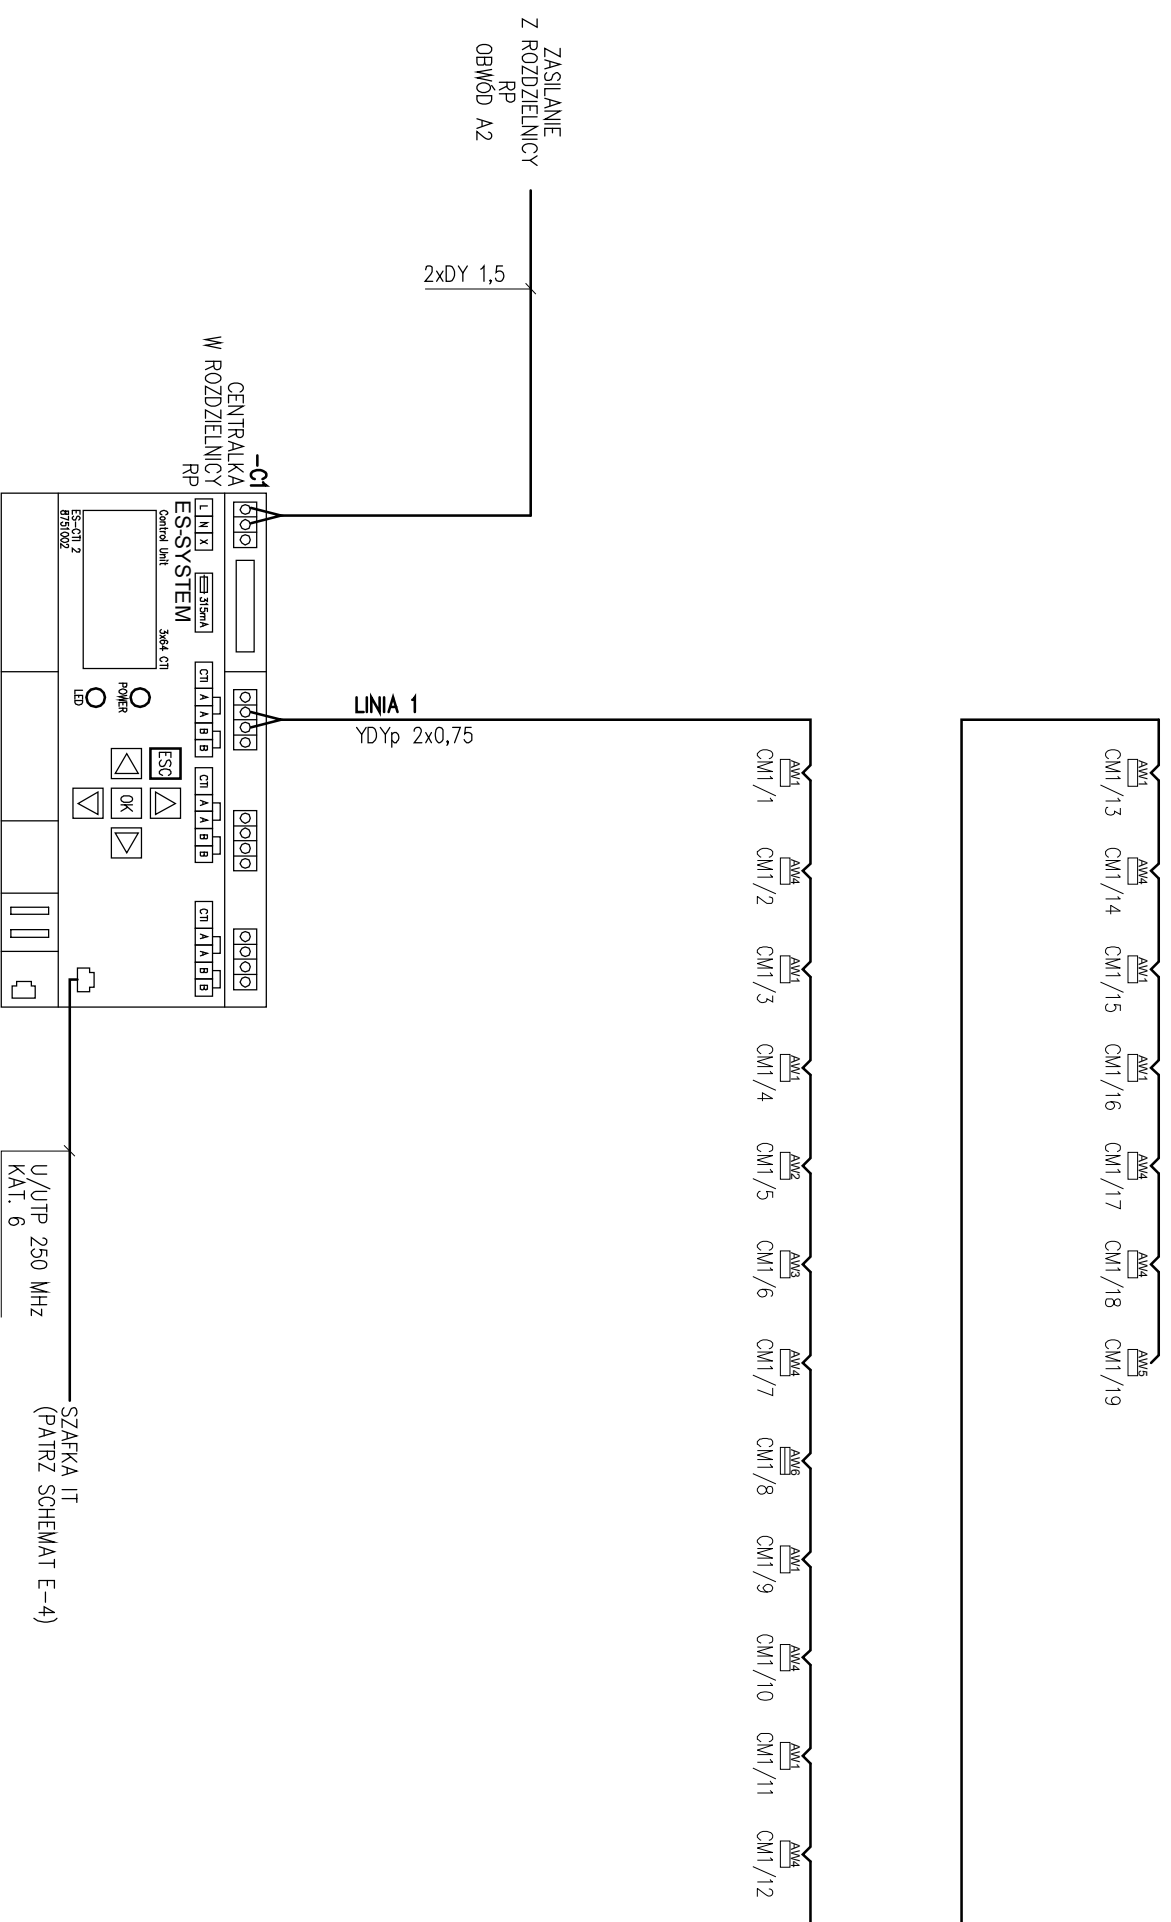 ZASILANIE
Z ROZDZIELNICY
RP
OBWÓD A2
2xDY 1,5
-C1
CENTRALKA
W ROZDZIELNICY
RP
L N X
315mA
CTI A A B B
CTI A A B B
CTI A A B B
ES-SYSTEM
Control Unit
3x64 CTI
ES-CTI 2
8751002
POWER
LED
ESC
OK
LINIA 1
YDYp 2x0,75
AW1
CM1/1
AW4
CM1/2
AW1
CM1/3
AW1
CM1/4
AW2
CM1/5
AW3
CM1/6
AW4
CM1/7
AW6
CM1/8
AW1
CM1/9
AW4
CM1/10
AW1
CM1/11
AW4
CM1/12
AW1
CM1/13
AW4
CM1/14
AW1
CM1/15
AW1
CM1/16
AW4
CM1/17
AW4
CM1/18
AW5
CM1/19
U/UTP 250 MHz
KAT. 6
SZAFKA IT
(PATRZ SCHEMAT E-4)